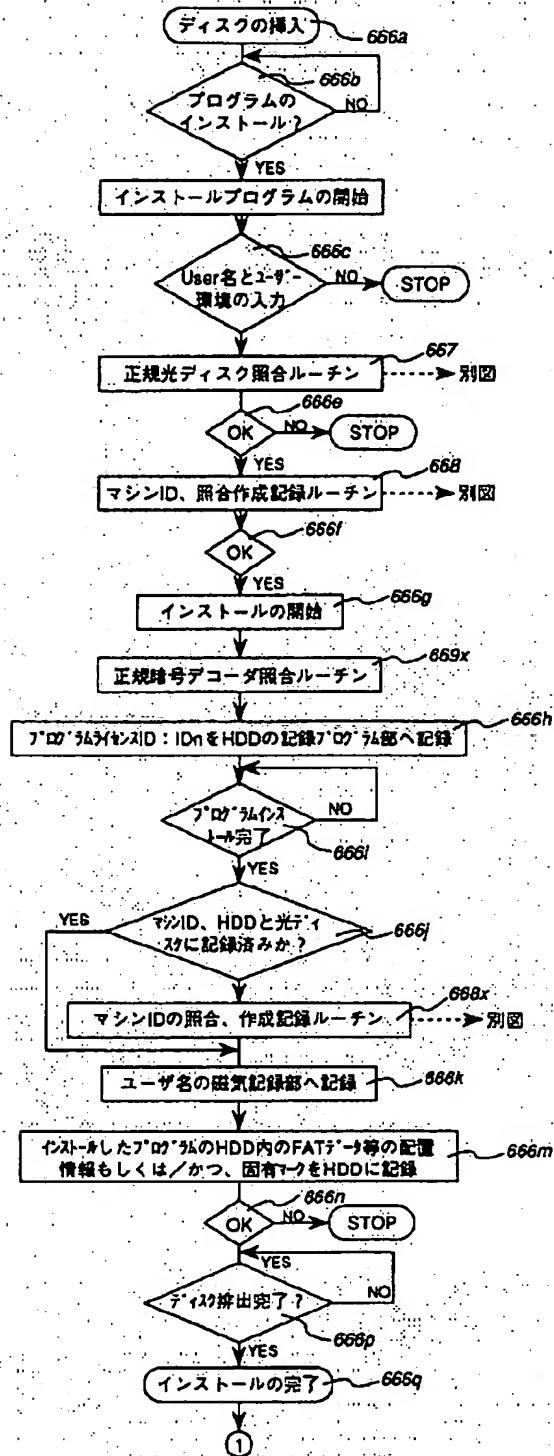 ディスクの挿入
666a
666b
プログラムの
インストール?
NO
YES
インストールプログラムの開始
666c
User名とユーザー
環境の入力
NO
STOP
667
正規光ディスク照合ルーチン
別図
666e
OK
NO
STOP
YES
668
マシンID、照合作成記録ルーチン
別図
666f
OK
YES
666g
インストールの開始
669x
正規暗号デコーダ照合ルーチン
666h
プログラムライセンスID:IDnをHDDの記録プログラム部へ記録
プログラムインス
トール完了
NO
666i
YES
YES
マシンID、HDDと光ディ
スクに記録済みか?
666j
668x
マシンIDの照合、作成記録ルーチン
別図
ユーザ名の磁気記録部へ記録
666k
インストールしたプログラムのHDD内のFATデータ等の配置
情報もしくは/かつ、固有マークをHDDに記録
666m
666n
OK
NO
STOP
YES
ディスク排出完了?
NO
666p
YES
インストールの完了
666q
1